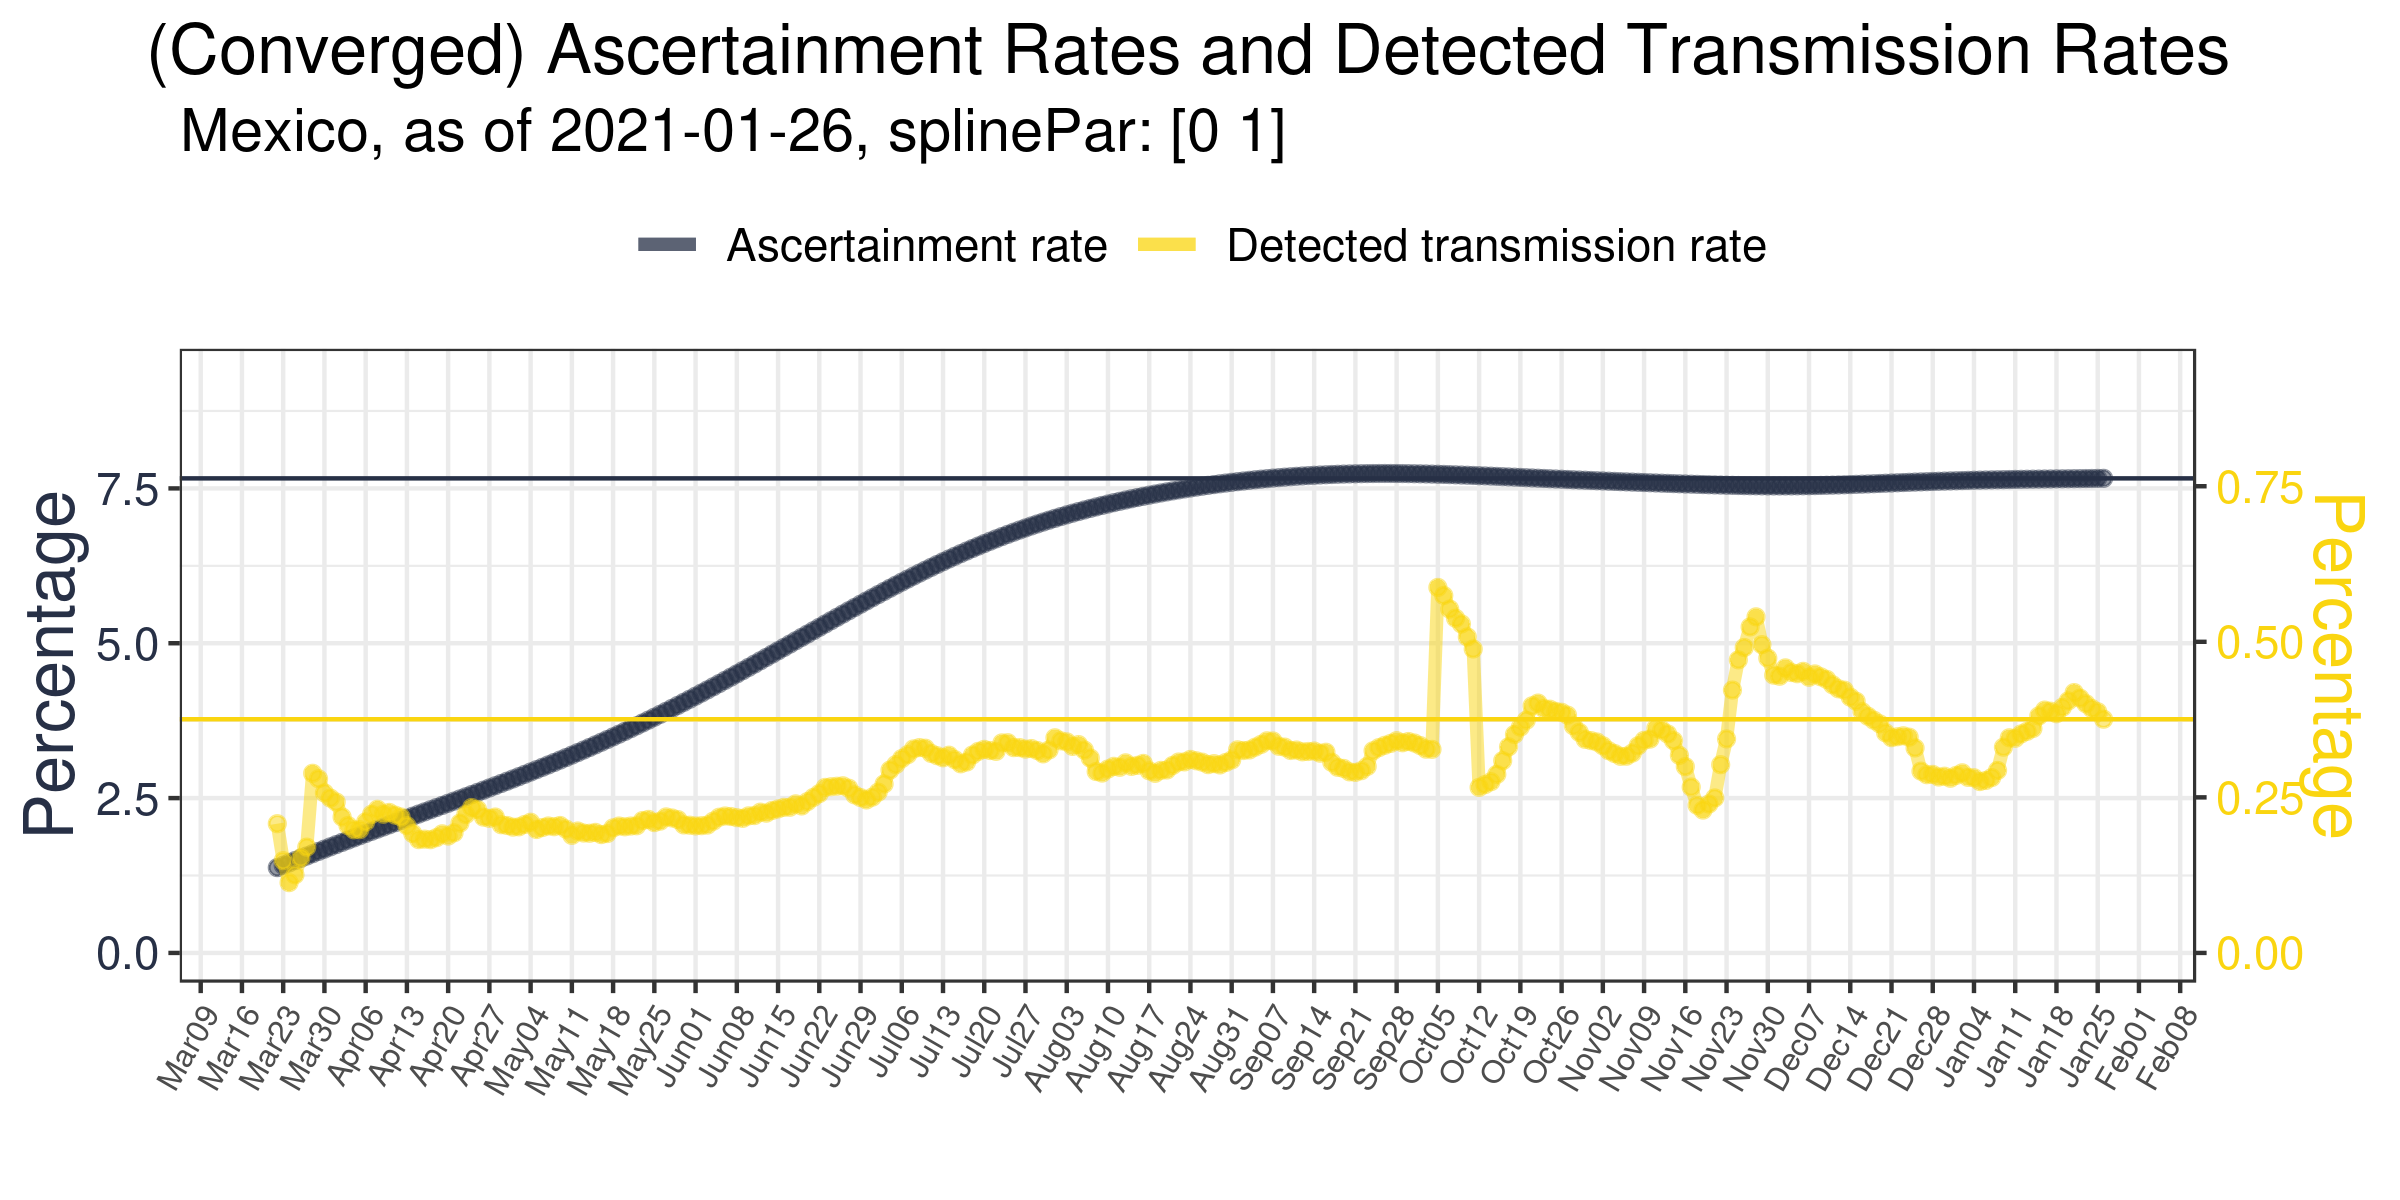 (Converged) Ascertainment Rates and Detected Transmission Rates
Mexico, as of 2021-01-26, splinePar: [0 1]
Ascertainment rate
Detected transmission rate
Percentage
7.5
5.0
2.5
0.0
0.75
0.50
0.25
0.00
Percentage
Mar09
Mar16
Mar23
Mar30
Apr06
Apr13
Apr20
Apr27
May04
May11
May18
May25
Jun01
Jun08
Jun15
Jun22
Jun29
Jul06
Jul13
Jul20
Jul27
Aug03
Aug10
Aug17
Aug24
Aug31
Sep07
Sep14
Sep21
Sep28
Oct05
Oct12
Oct19
Oct26
Nov02
Nov09
Nov16
Nov23
Nov30
Dec07
Dec14
Dec21
Dec28
Jan04
Jan11
Jan18
Jan25
Feb01
Feb08